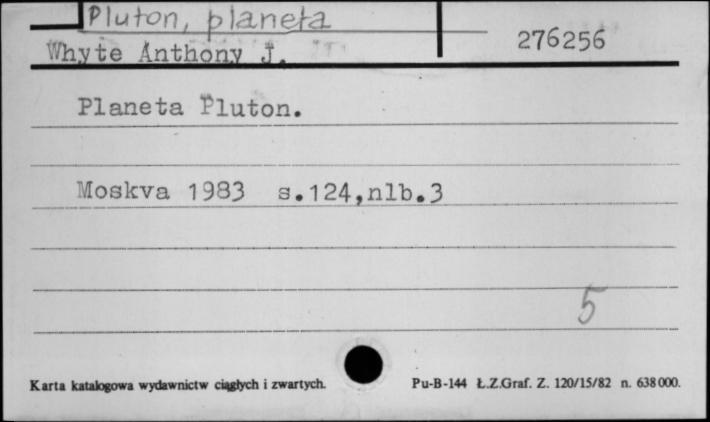 Pluton, planeta
Whyte Anthony J.
276256
Planeta Pluton.
Moskva 1983 s.124,nlb.3
5
Karta katalogowa wydawnictw ciągłych i zwartych.
Pu-B-144 Ł.Z.Graf. Z. 120/15/82 n. 638000.